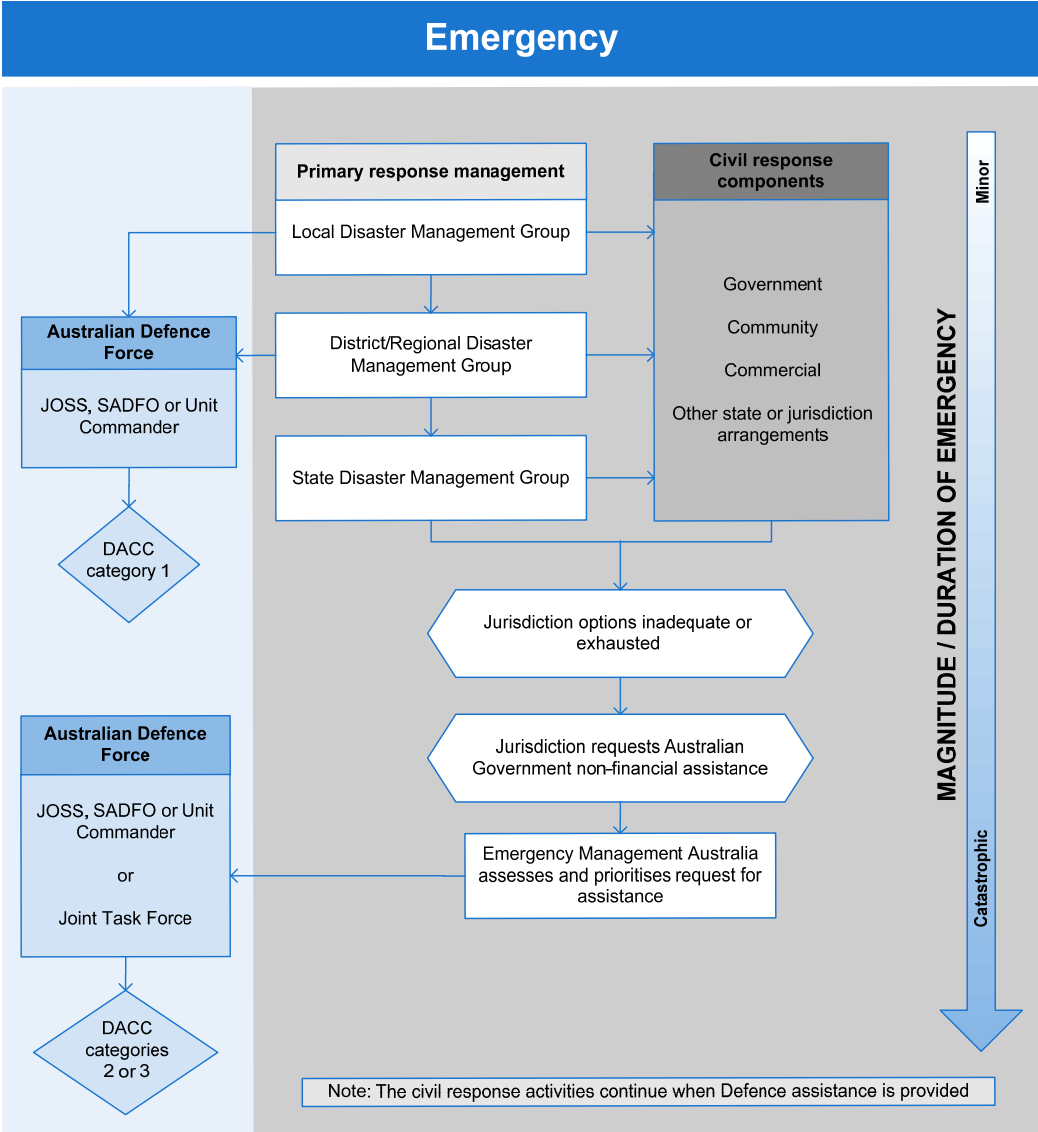 Emergency
Primary response management
Local Disaster Management Group
District/Regional Disaster
Management Group
State Disaster Management Group
Civil response
components
Government
Community
Commercial
Other state or jurisdiction
arrangements
Australian Defence
Force
JOSS, SADFO or Unit
Commander
DACC
category 1
Jurisdiction options inadequate or
exhausted
Jurisdiction requests Australian
Government non-financial assistance
Emergency Management Australia
assesses and prioritises request for
assistance
Australian Defence
Force
JOSS, SADFO or Unit
Commander
or
Joint Task Force
DACC
categories
2 or 3
Minor
MAGNITUDE / DURATION OF EMERGENCY
Catastrophic
Note: The civil response activities continue when Defence assistance is provided